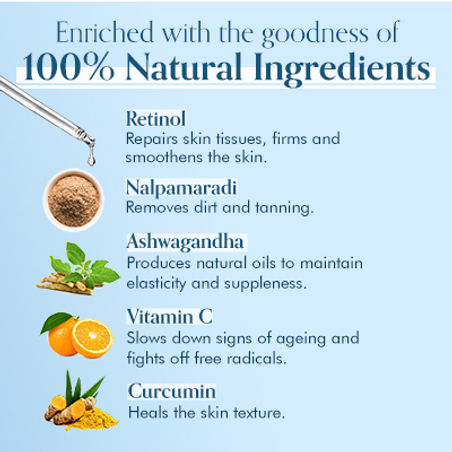 Enriched with the goodness of
100% Natural Ingredients
Retinol
Repairs skin tissues, firms and
smoothens the skin.
Nalpamaradi
Removes dirt and tanning.
Ashwagandha
Produces natural oils to maintain
elasticity and suppleness.
Vitamin C
Slows down signs of ageing and
fights off free radicals.
Curcumin
Heals the skin texture.